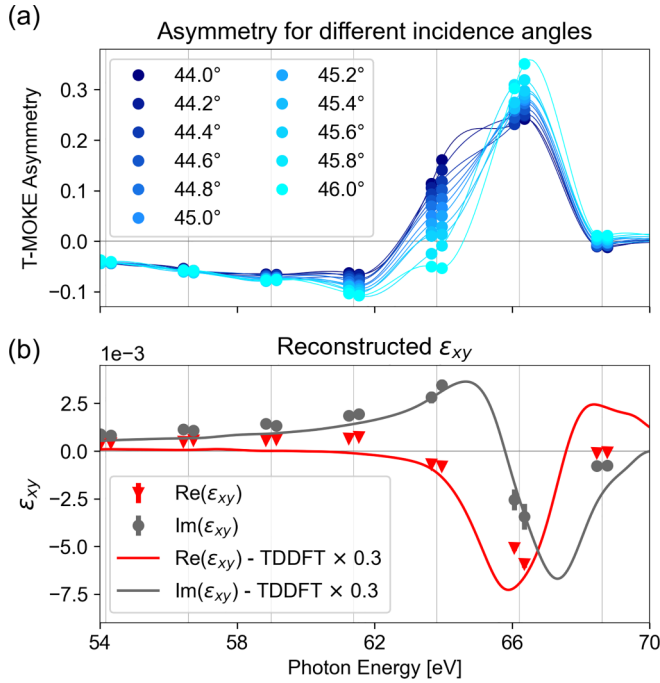 (a)
Asymmetry for different incidence angles
T-MOKE Asymmetry
0.3
0.2
0.1
0.0
−0.1
44.0°
44.2°
44.4°
44.6°
44.8°
45.0°
45.2°
45.4°
45.6°
45.8°
46.0°
(b)
1e−3
Reconstructed εxy
εxy
2.5
0.0
−2.5
−5.0
−7.5
Re(εxy)
Im(εxy)
Re(εxy) - TDDFT × 0.3
Im(εxy) - TDDFT × 0.3
54
58
62
66
70
Photon Energy [eV]